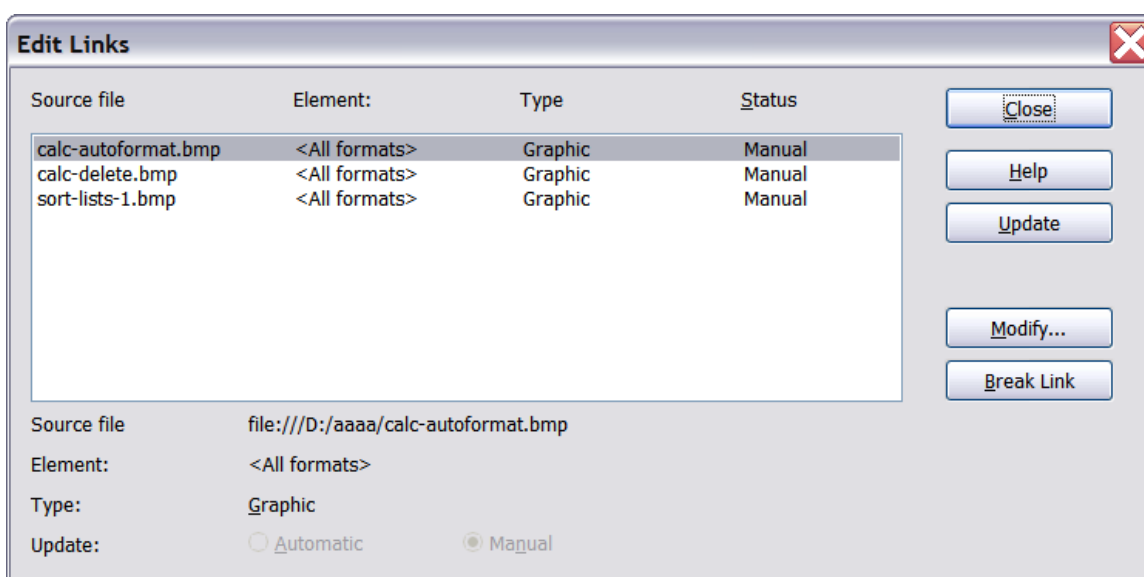 Edit Links
Source file Element: Type Status
calc-autoformat.bmp <All formats> Graphic Manual
calc-delete.bmp <All formats> Graphic Manual
sort-lists-1.bmp <All formats> Graphic Manual
Close
Help
Update
Modify...
Break Link
Source file file:///D:/aaaa/calc-autoformat.bmp
Element: <All formats>
Type: Graphic
Update: Automatic Manual